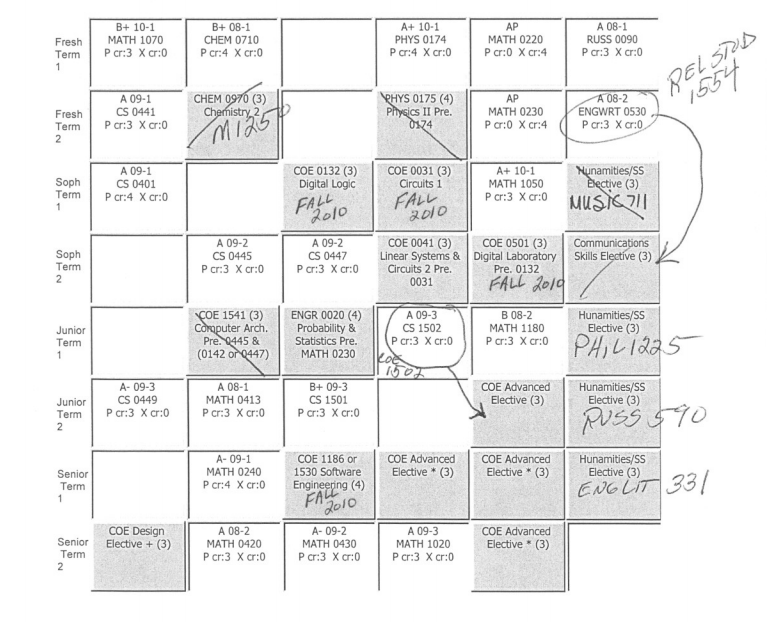 Fresh
Term
1
B+ 10-1
MATH 1070
P cr:3 X cr:0
B+ 08-1
CHEM 0710
P cr:4 X cr:0
A+ 10-1
PHYS 0174
P cr:4 X cr:0
AP
MATH 0220
P cr:0 X cr:4
A 08-1
RUSS 0090
P cr:3 X cr:0
REL STUD
1554
Fresh
Term
2
A 09-1
CS 0441
P cr:3 X cr:0
CHEM 0970 (3)
Chemistry 2
M1250
PHYS 0175 (4)
Physics II Pre.
0174
AP
MATH 0230
P cr:0 X cr:4
A 08-2
ENGWRT 0530
P cr:3 X cr:0
Soph
Term
1
A 09-1
CS 0401
P cr:4 X cr:0
COE 0132 (3)
Digital Logic
FALL
2010
COE 0031 (3)
Circuits 1
FALL
2010
A+ 10-1
MATH 1050
P cr:3 X cr:0
Hunamities/SS
Elective (3)
MUSIC 711
Soph
Term
2
A 09-2
CS 0445
P cr:3 X cr:0
A 09-2
CS 0447
P cr:3 X cr:0
COE 0041 (3)
Linear Systems &
Circuits 2 Pre.
0031
COE 0501 (3)
Digital Laboratory
Pre. 0132
FALL 2010
Communications
Skills Elective (3)
Junior
Term
1
COE 1541 (3)
Computer Arch.
Pre. 0445 &
(0142 or 0447)
ENGR 0020 (4)
Probability &
Statistics Pre.
MATH 0230
A 09-3
CS 1502
P cr:3 X cr:0
COE
1502
B 08-2
MATH 1180
P cr:3 X cr:0
Hunamities/SS
Elective (3)
PHIL 1225
Junior
Term
2
A- 09-3
CS 0449
P cr:3 X cr:0
A 08-1
MATH 0413
P cr:3 X cr:0
B+ 09-3
CS 1501
P cr:3 X cr:0
COE Advanced
Elective (3)
Hunamities/SS
Elective (3)
RUSS 590
Senior
Term
1
A- 09-1
MATH 0240
P cr:4 X cr:0
COE 1186 or
1530 Software
Engineering (4)
FALL
2010
COE Advanced
Elective * (3)
COE Advanced
Elective * (3)
Hunamities/SS
Elective (3)
ENGLIT 331
Senior
Term
2
COE Design
Elective + (3)
A 08-2
MATH 0420
P cr:3 X cr:0
A- 09-2
MATH 0430
P cr:3 X cr:0
A 09-3
MATH 1020
P cr:3 X cr:0
COE Advanced
Elective * (3)